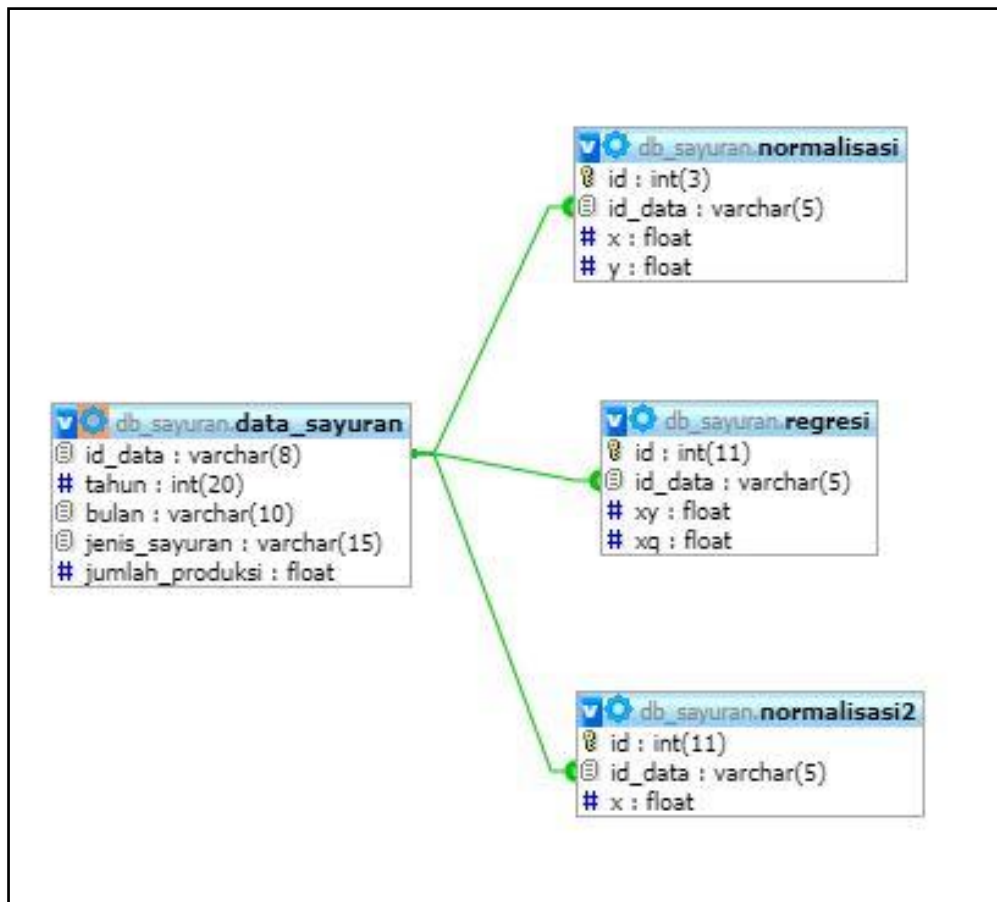 db_sayuran.normalisasi
id : int(3)
id_data : varchar(5)
# x : float
# y : float
db_sayuran.data_sayuran
id_data : varchar(8)
# tahun : int(20)
bulan : varchar(10)
jenis_sayuran : varchar(15)
# jumlah_produksi : float
db_sayuran.regresi
id : int(11)
id_data : varchar(5)
# xy : float
# xq : float
db_sayuran.normalisasi2
id : int(11)
id_data : varchar(5)
# x : float